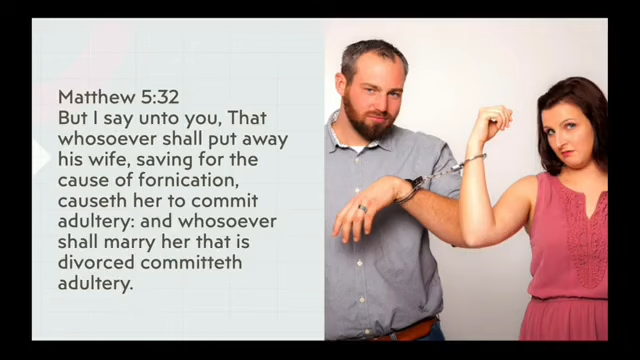 Matthew 5:32
But I say unto you, That
whosoever shall put away
his wife, saving for the
cause of fornication,
causeth her to commit
adultery: and whosoever
shall marry her that is
divorced committeth
adultery.